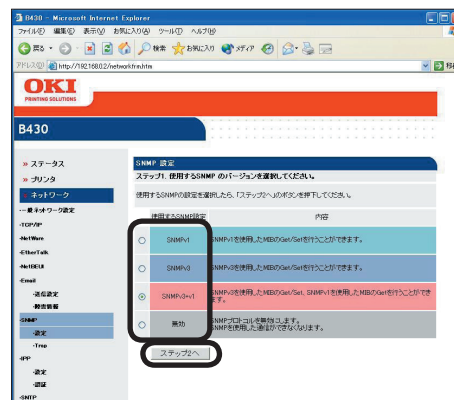 B430 - Microsoft Internet Explorer
ファイル(F) 編集(E) 表示(V) お気に入り(A) ツール(T) ヘルプ(H)
戻る 検索 お気に入り メディア
アドレス(D) http://192.168.0.2/networkfrm.htm 移動
OKI
PRINTING SOLUTIONS
B430
» ステータス
» プリンタ
» ネットワーク
-一般ネットワーク設定
-TCP/IP
-NetWare
-EtherTalk
-NetBEUI
-Email
-送信設定
-障害情報
-SNMP
-設定
-Trap
-IPP
-設定
-認証
-SNTP
SNMP 設定
ステップ1. 使用するSNMP のバージョンを選択してください。
使用するSNMPの設定を選択したら、「ステップ2へ」のボタンを押下してください。
使用するSNMP設定 内容
SNMPv1 SNMPv1を使用したMIBのGet/Setを行うことができます。
SNMPv3 SNMPv3を使用したMIBのGet/Setを行うことができます。
SNMPv3+v1 SNMPv3を使用したMIBのGet/Set, SNMPv1を使用したMIBのGetを行うことができます。
無効 SNMPプロトコルを無効にします。
SNMPを使用した通信ができなくなります。
ステップ2へ